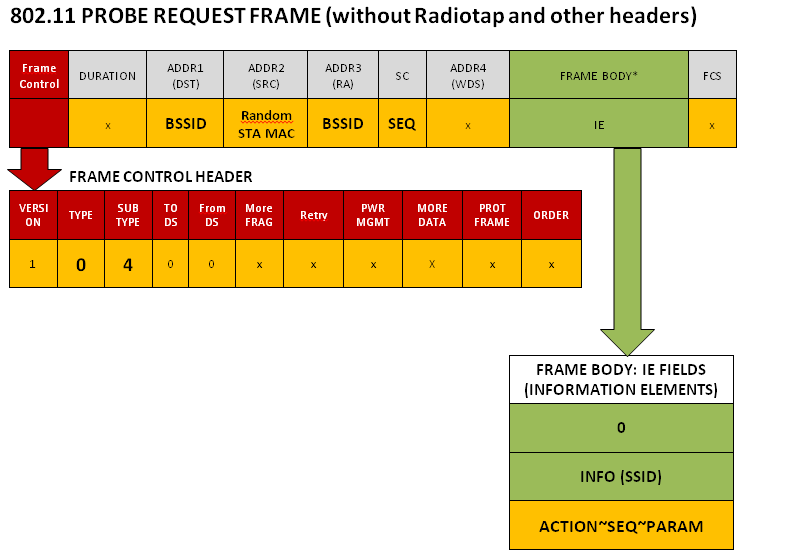 802.11 PROBE REQUEST FRAME (without Radiotap and other headers)
Frame
Control
DURATION
ADDR1
(DST)
ADDR2
(SRC)
ADDR3
(RA)
SC
ADDR4
(WDS)
FRAME BODY*
FCS
x
BSSID
Random
STA MAC
BSSID
SEQ
x
IE
x
FRAME CONTROL HEADER
VERSI
ON
TYPE
SUB
TYPE
TO
DS
From
DS
More
FRAG
Retry
PWR
MGMT
MORE
DATA
PROT
FRAME
ORDER
1
0
4
0
0
x
x
x
X
x
x
FRAME BODY: IE FIELDS
(INFORMATION ELEMENTS)
0
INFO (SSID)
ACTION~SEQ~PARAM